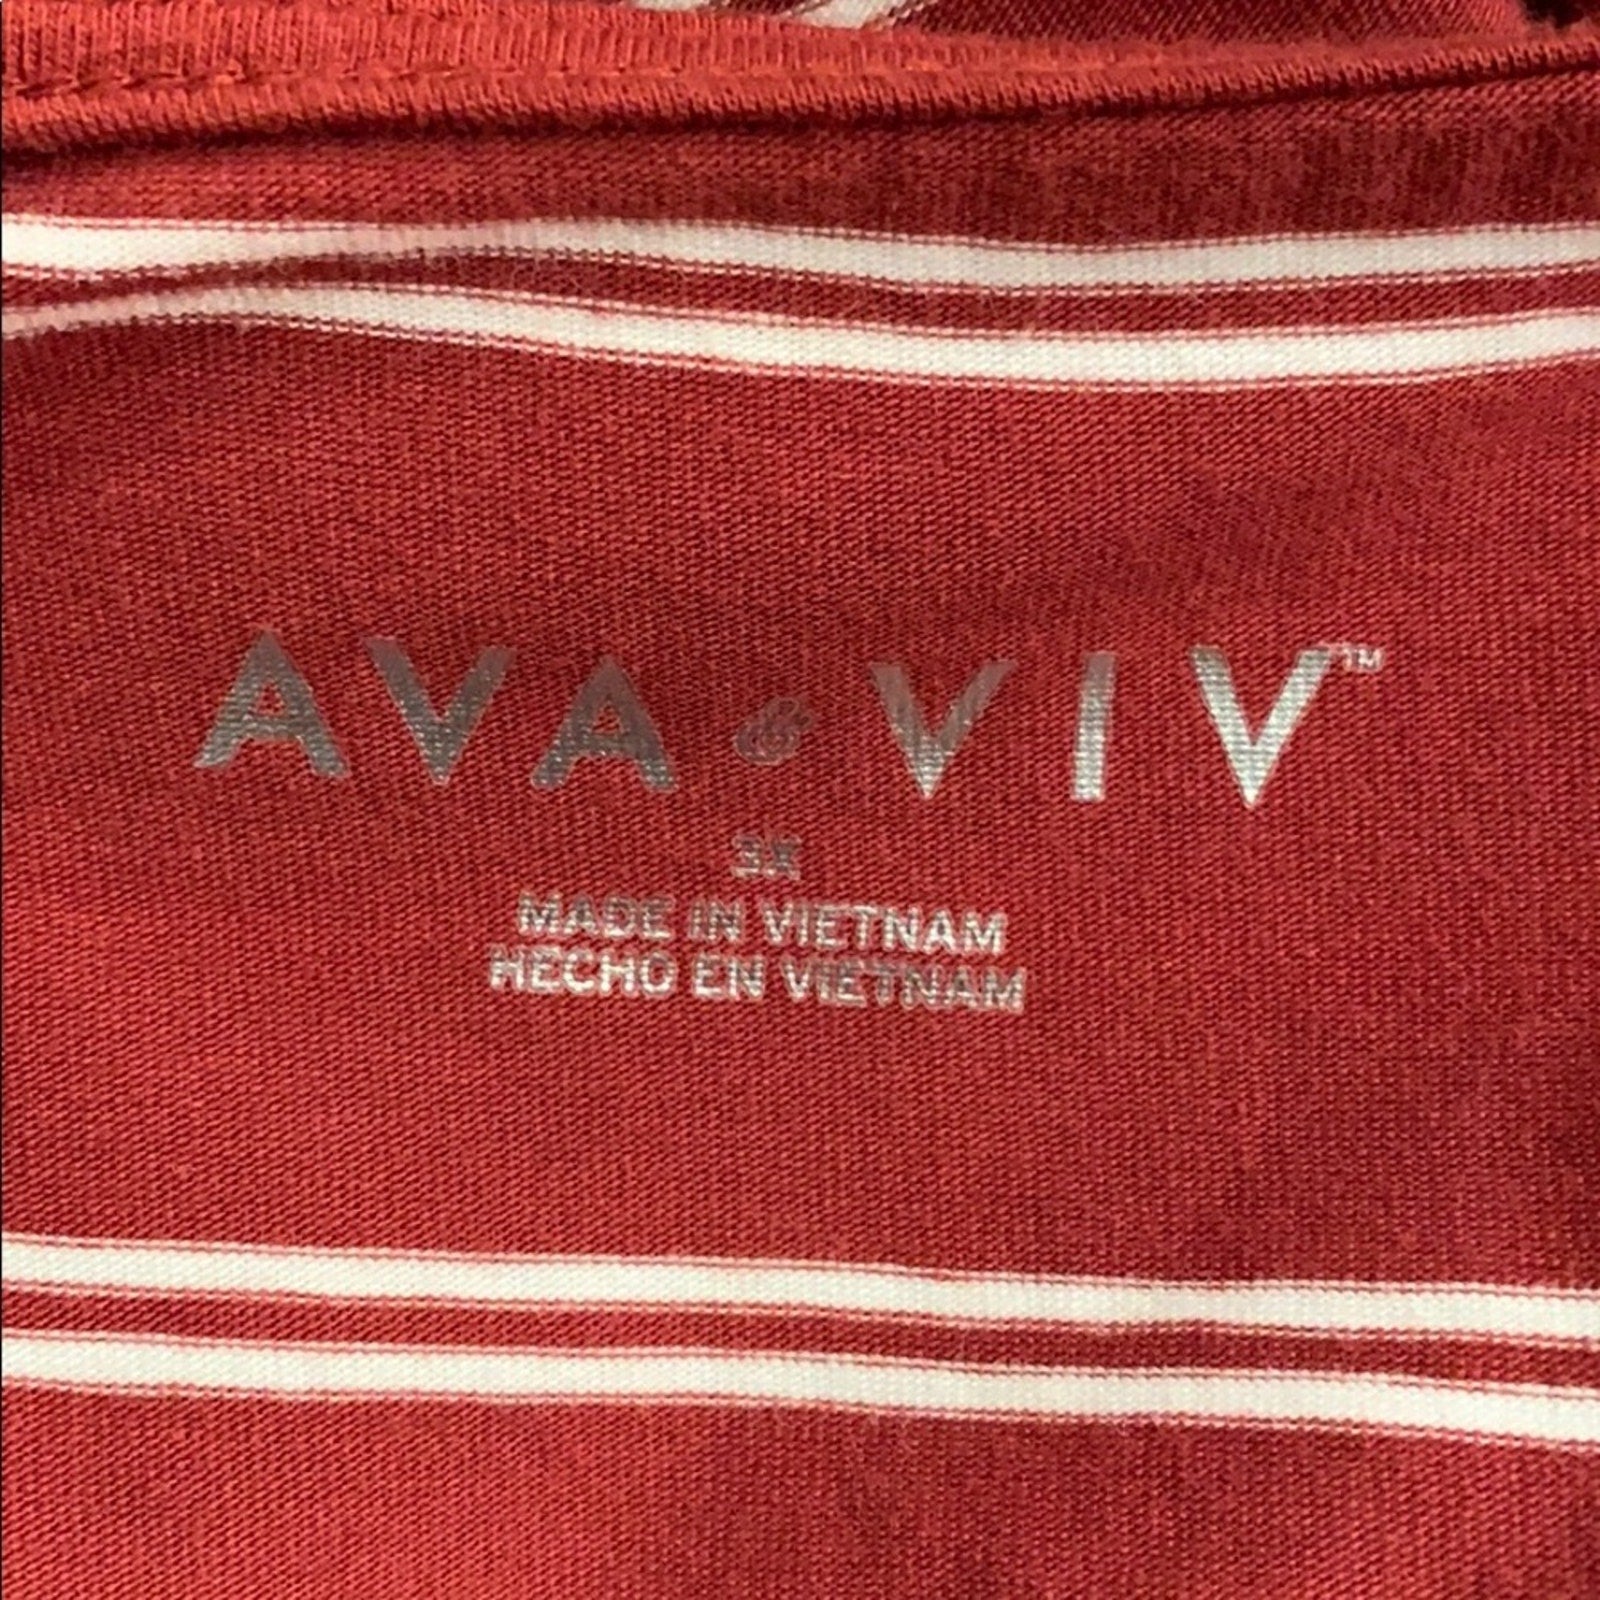 AVA & VIV™
3X
MADE IN VIETNAM
HECHO EN VIETNAM